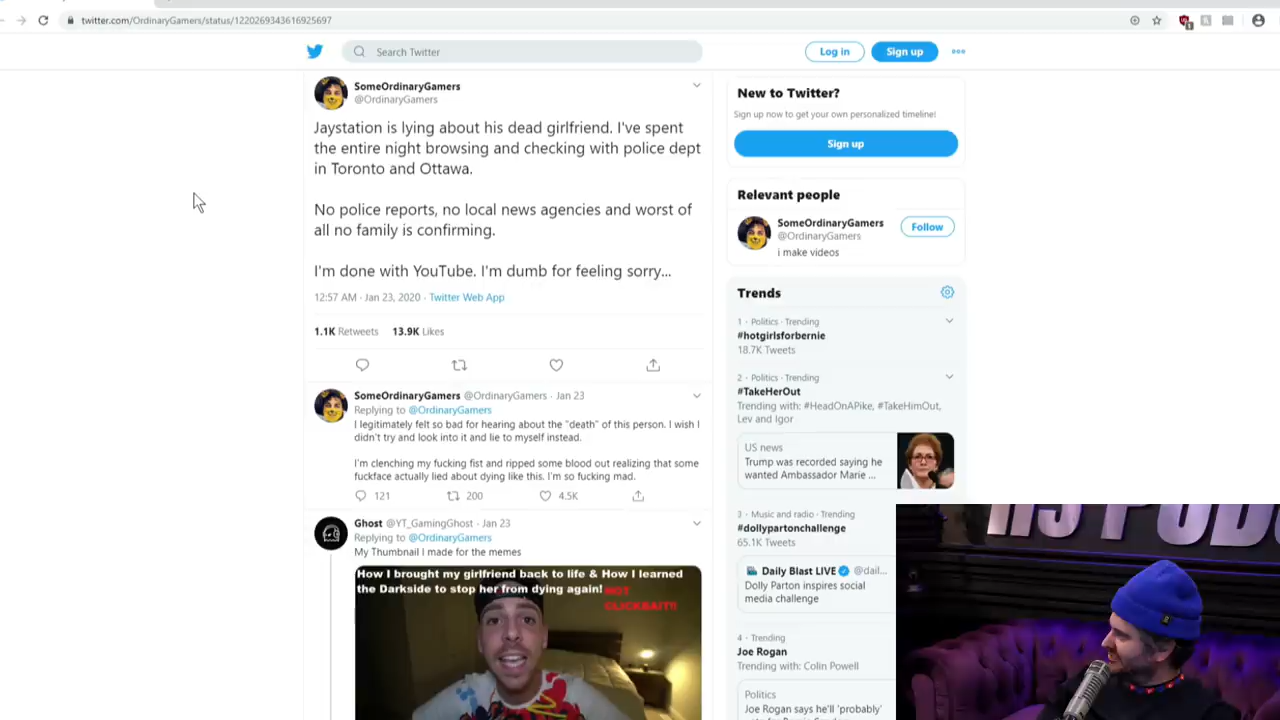 twitter.com/OrdinaryGamers/status/1220269343616925697
Search Twitter
Log in
Sign up
SomeOrdinaryGamers
@OrdinaryGamers
Jaystation is lying about his dead girlfriend. I've spent
the entire night browsing and checking with police dept
in Toronto and Ottawa.
No police reports, no local news agencies and worst of
all no family is confirming.
I'm done with YouTube. I'm dumb for feeling sorry...
12:57 AM · Jan 23, 2020 · Twitter Web App
1.1K Retweets 13.9K Likes
SomeOrdinaryGamers @OrdinaryGamers · Jan 23
Replying to @OrdinaryGamers
I legitimately felt so bad for hearing about the "death" of this person. I wish I
didn't try and look into it and lie to myself instead.
I'm clenching my fucking fist and ripped some blood out realizing that some
fuckface actually lied about dying like this. I'm so fucking mad.
121 200 4.5K
Ghost @YT_GamingGhost · Jan 23
Replying to @OrdinaryGamers
My Thumbnail I made for the memes
How I brought my girlfriend back to life & How I learned
the Darkside to stop her from dying again! NOT
CLICKBAIT!!
New to Twitter?
Sign up now to get your own personalized timeline!
Sign up
Relevant people
SomeOrdinaryGamers
@OrdinaryGamers
Follow
i make videos
Trends
1 · Politics · Trending
#hotgirlsforbernie
18.7K Tweets
2 · Politics · Trending
#TakeHerOut
Trending with: #HeadOnAPike, #TakeHimOut,
Lev and Igor
US news
Trump was recorded saying he
wanted Ambassador Marie ...
3 · Music and radio · Trending
#dollypartonchallenge
65.1K Tweets
Daily Blast LIVE @dail...
Dolly Parton inspires social
media challenge
4 · Trending
Joe Rogan
Trending with: Colin Powell
Politics
Joe Rogan says he'll 'probably'
H3 PODC